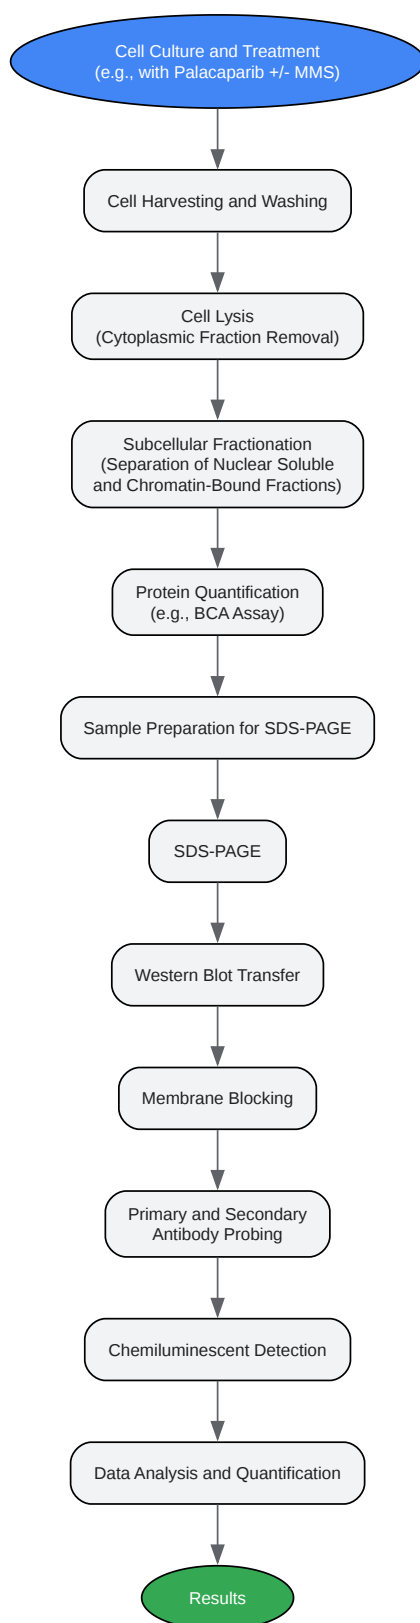 Cell Culture and Treatment
(e.g., with Palacaparib +/- MMS)
Cell Harvesting and Washing
Cell Lysis
(Cytoplasmic Fraction Removal)
Subcellular Fractionation
(Separation of Nuclear Soluble
and Chromatin-Bound Fractions)
Protein Quantification
(e.g., BCA Assay)
Sample Preparation for SDS-PAGE
SDS-PAGE
Western Blot Transfer
Membrane Blocking
Primary and Secondary
Antibody Probing
Chemiluminescent Detection
Data Analysis and Quantification
Results